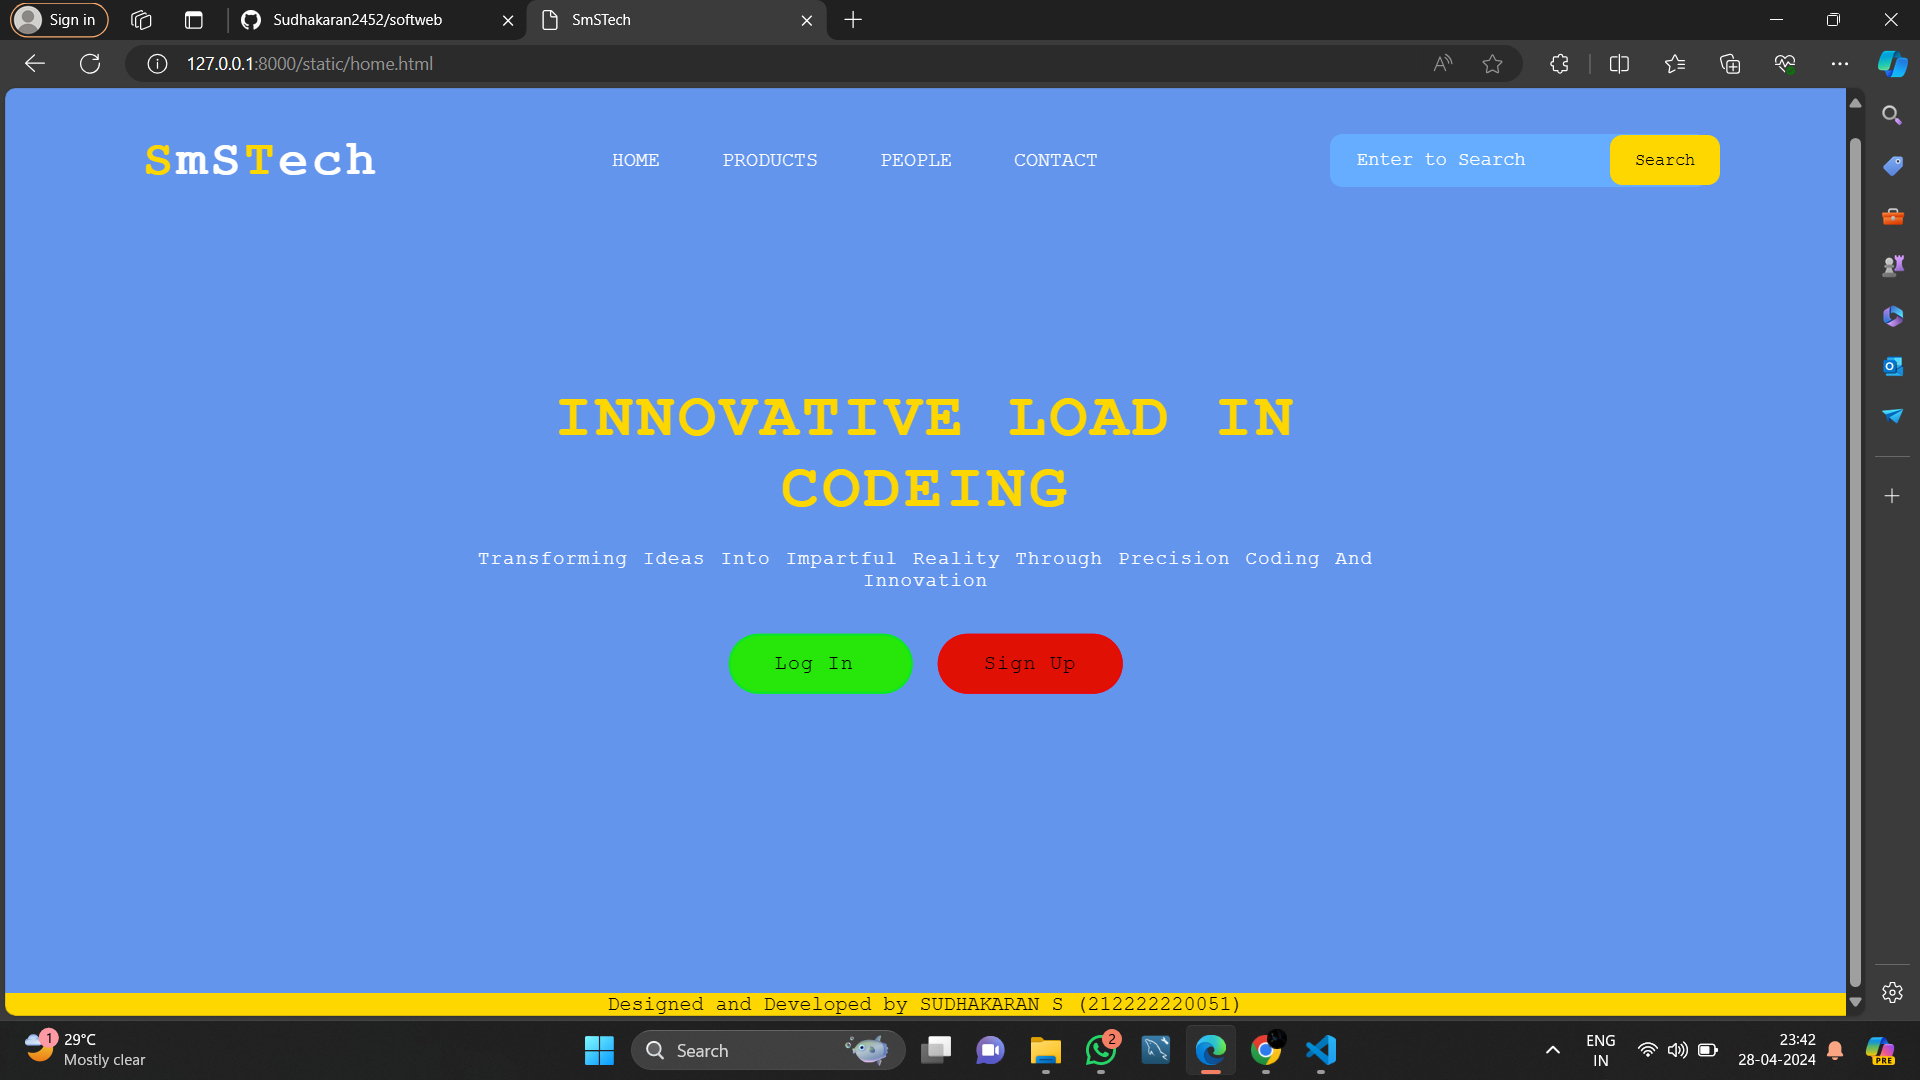 Sign in
Sudhakaran2452/softweb
SmSTech
127.0.0.1:8000/static/home.html
SmSTech
HOME
PRODUCTS
PEOPLE
CONTACT
Enter to Search
Search
INNOVATIVE LOAD IN
CODEING
Transforming Ideas Into Impartful Reality Through Precision Coding And
Innovation
Log In
Sign Up
Designed and Developed by SUDHAKARAN S (212222220051)
1
29°C
Mostly clear
Search
2
PRE
ENG
IN
23:42
28-04-2024